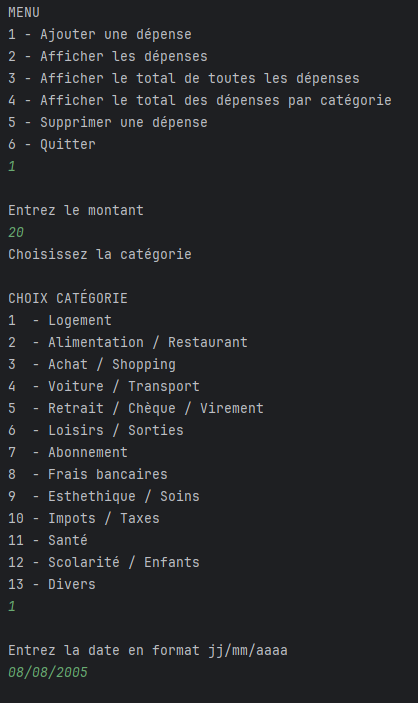 MENU
1 - Ajouter une dépense
2 - Afficher les dépenses
3 - Afficher le total de toutes les dépenses
4 - Afficher le total des dépenses par catégorie
5 - Supprimer une dépense
6 - Quitter
1
Entrez le montant
20
Choisissez la catégorie
CHOIX CATÉGORIE
1  - Logement
2  - Alimentation / Restaurant
3  - Achat / Shopping
4  - Voiture / Transport
5  - Retrait / Chèque / Virement
6  - Loisirs / Sorties
7  - Abonnement
8  - Frais bancaires
9  - Esthethique / Soins
10 - Impots / Taxes
11 - Santé
12 - Scolarité / Enfants
13 - Divers
1
Entrez la date en format jj/mm/aaaa
08/08/2005